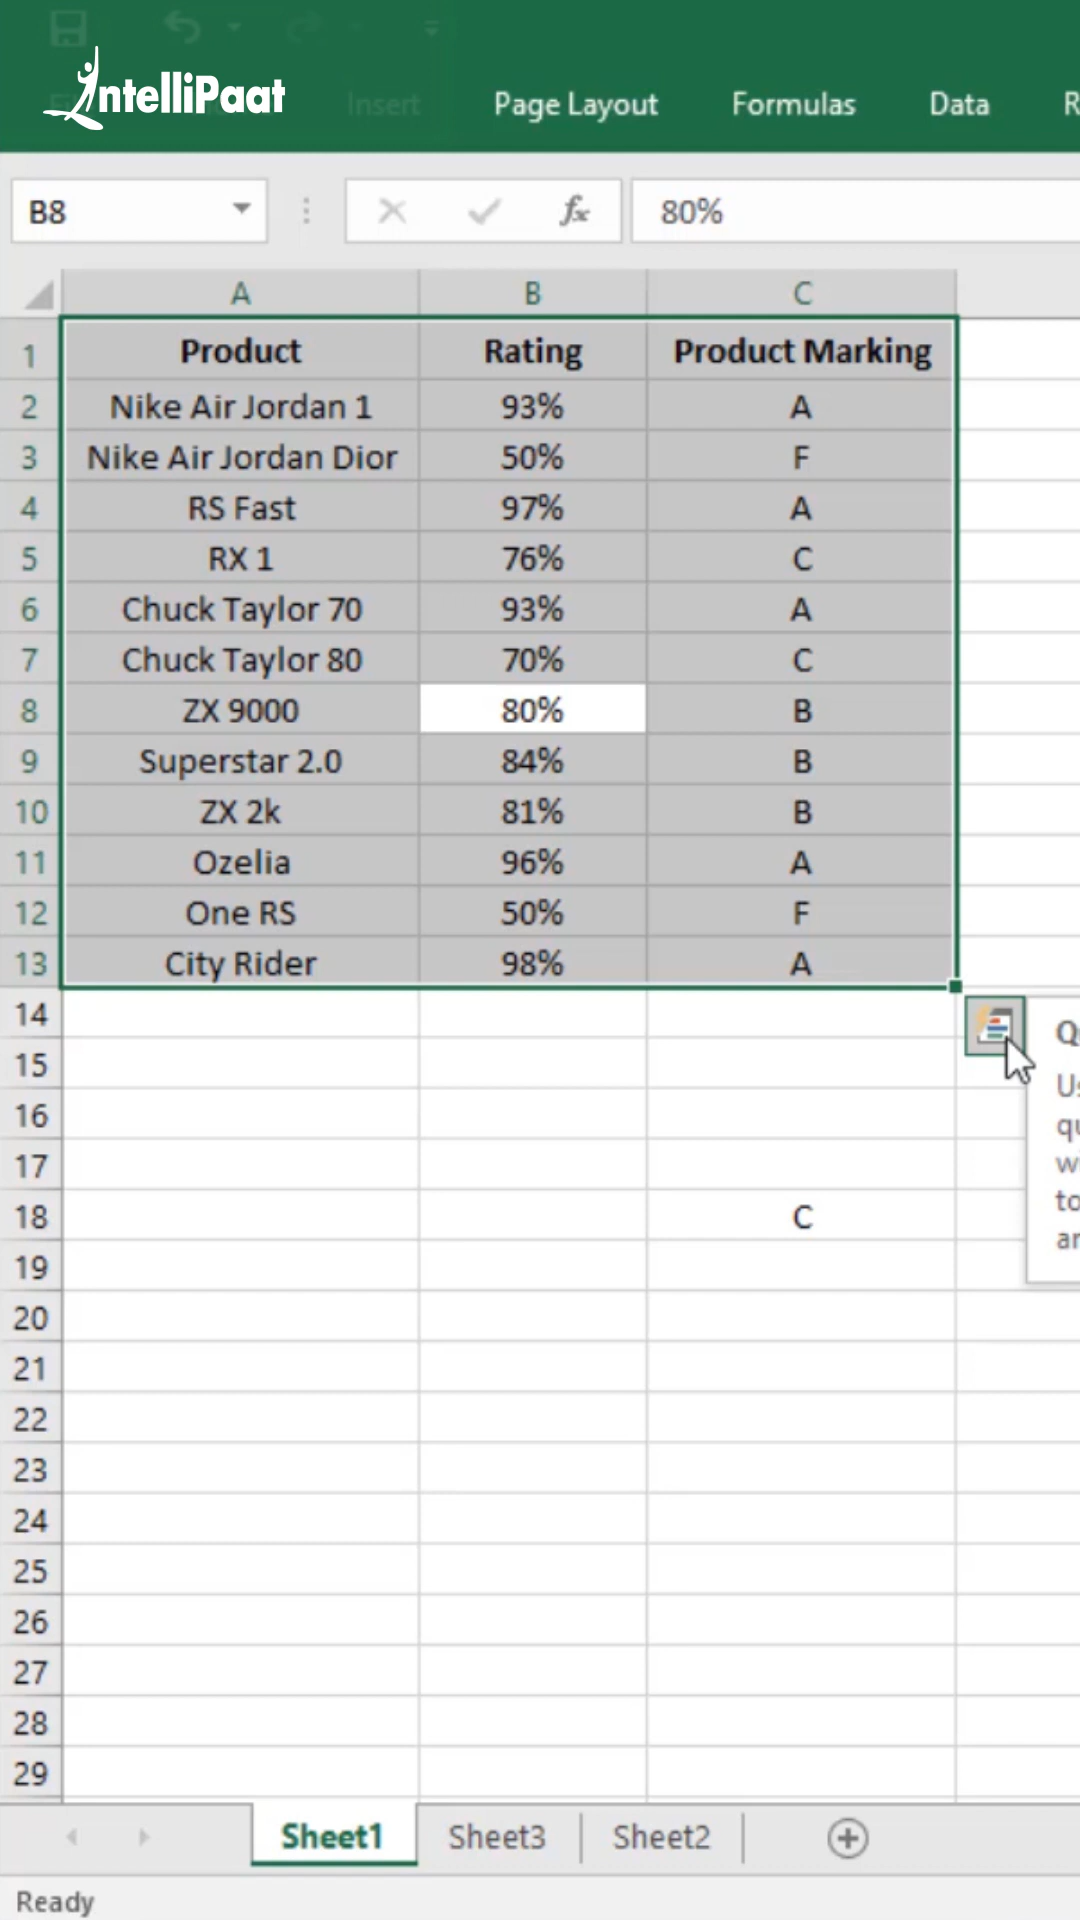 IntelliPaat
Insert Page Layout Formulas Data R
B8 fx 80%
A B C
1 Product Rating Product Marking
2 Nike Air Jordan 1 93% A
3 Nike Air Jordan Dior 50% F
4 RS Fast 97% A
5 RX 1 76% C
6 Chuck Taylor 70 93% A
7 Chuck Taylor 80 70% C
8 ZX 9000 80% B
9 Superstar 2.0 84% B
10 ZX 2k 81% B
11 Ozelia 96% A
12 One RS 50% F
13 City Rider 98% A
14
15
16
17
18 C
19
20
21
22
23
24
25
26
27
28
29
Sheet1 Sheet3 Sheet2
Ready